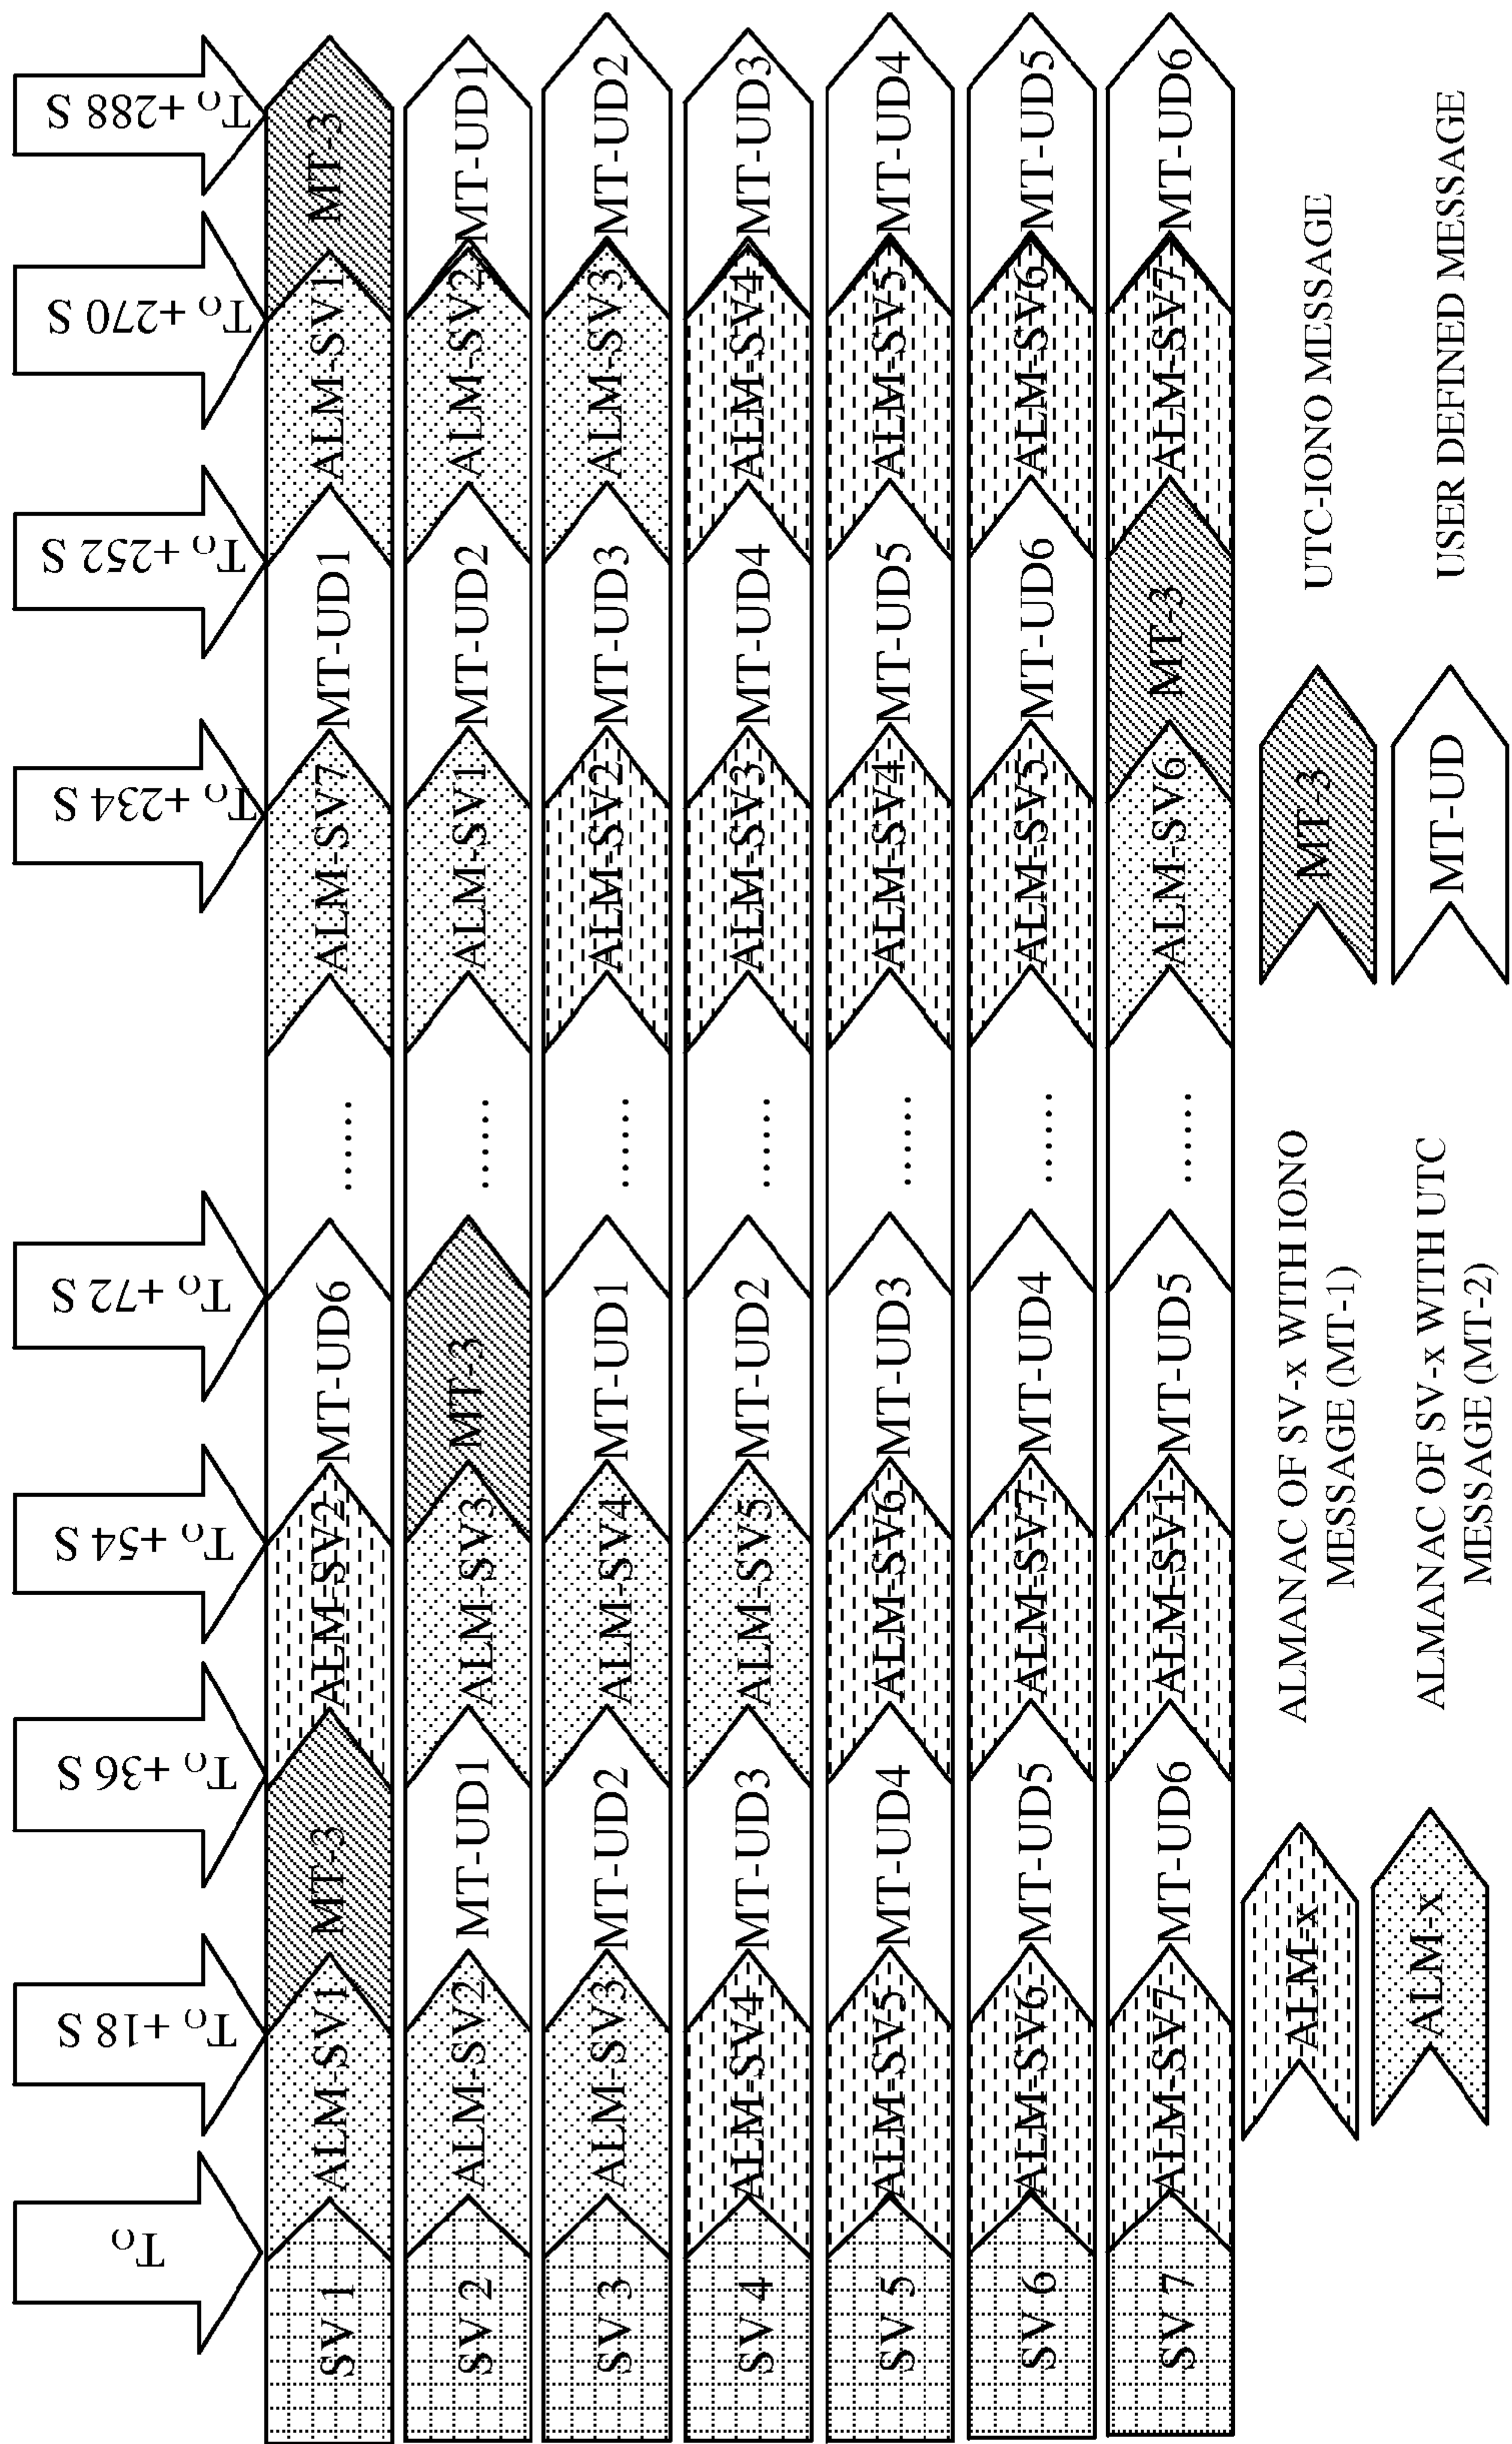 T₀
T₀ +18 S
T₀ +36 S
T₀ +54 S
T₀ +72 S
T₀ +234 S
T₀ +252 S
T₀ +270 S
T₀ +288 S
SV 1 ALM-SV1 MT-3 ALM-SV2 MT-UD6 ...... ALM-SV7 MT-UD1 ALM-SV1 MT-3
SV 2 ALM-SV2 MT-UD1 ALM-SV3 MT-3 ...... ALM-SV1 MT-UD2 ALM-SV2 MT-UD1
SV 3 ALM-SV3 MT-UD2 ALM-SV4 MT-UD1 ...... ALM-SV2 MT-UD3 ALM-SV3 MT-UD2
SV 4 ALM-SV4 MT-UD3 ALM-SV5 MT-UD2 ...... ALM-SV3 MT-UD4 ALM-SV4 MT-UD3
SV 5 ALM-SV5 MT-UD4 ALM-SV6 MT-UD3 ...... ALM-SV4 MT-UD5 ALM-SV5 MT-UD4
SV 6 ALM-SV6 MT-UD5 ALM-SV7 MT-UD4 ...... ALM-SV5 MT-UD6 ALM-SV6 MT-UD5
SV 7 ALM-SV7 MT-UD6 ALM-SV1 MT-UD5 ...... ALM-SV6 MT-3 ALM-SV7 MT-UD6
ALM-x
ALMANAC OF SV-x WITH IONO
MESSAGE (MT-1)
MT-3
UTC-IONO MESSAGE
ALM-x
ALMANAC OF SV-x WITH UTC
MESSAGE (MT-2)
MT-UD
USER DEFINED MESSAGE